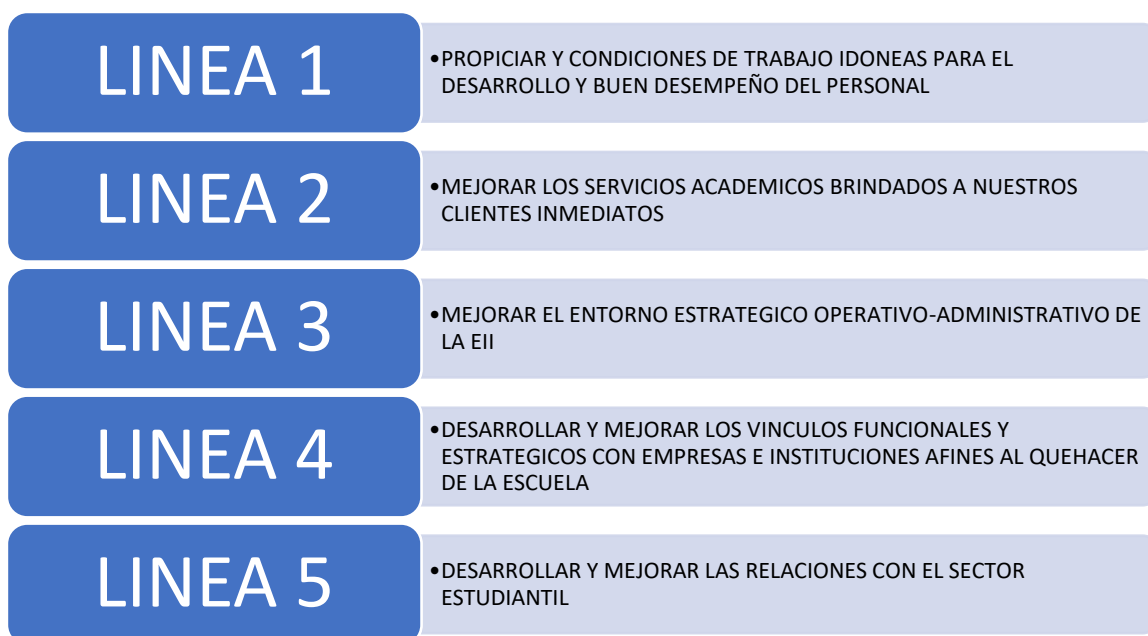 LINEA 1
•PROPICIAR Y CONDICIONES DE TRABAJO IDONEAS PARA EL
DESARROLLO Y BUEN DESEMPEÑO DEL PERSONAL
LINEA 2
•MEJORAR LOS SERVICIOS ACADEMICOS BRINDADOS A NUESTROS
CLIENTES INMEDIATOS
LINEA 3
•MEJORAR EL ENTORNO ESTRATEGICO OPERATIVO-ADMINISTRATIVO DE
LA EII
LINEA 4
•DESARROLLAR Y MEJORAR LOS VINCULOS FUNCIONALES Y
ESTRATEGICOS CON EMPRESAS E INSTITUCIONES AFINES AL QUEHACER
DE LA ESCUELA
LINEA 5
•DESARROLLAR Y MEJORAR LAS RELACIONES CON EL SECTOR
ESTUDIANTIL